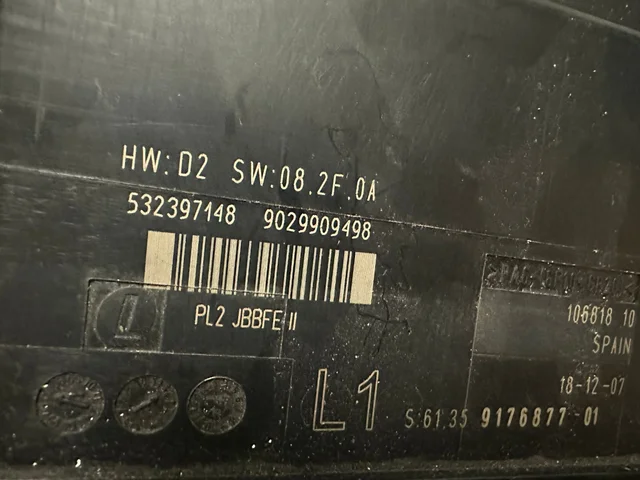 HW:D2 SW:08.2F.0A
532397148 9029909498
PL2 JBBFE II
106818 10
SPAIN
18-12-07
L1
S:61.35 9176877-01